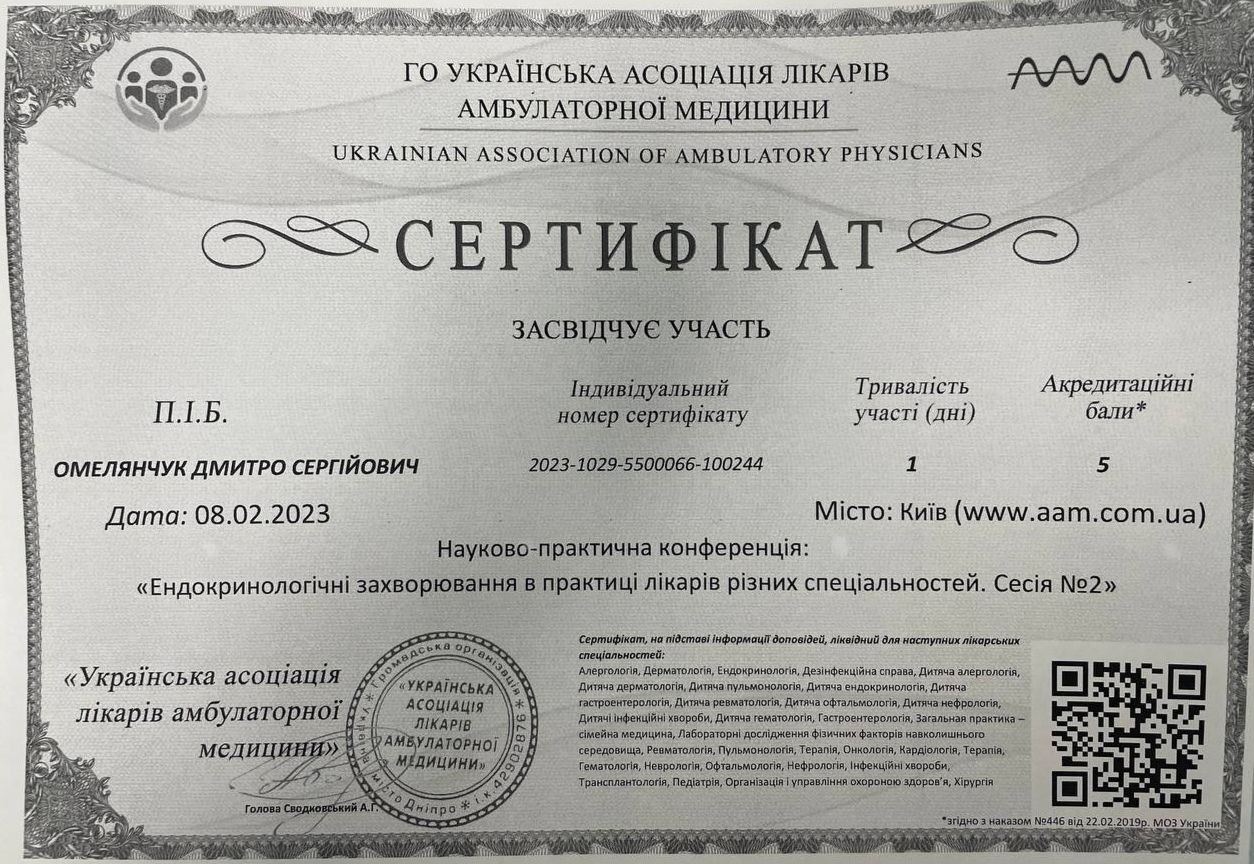 ГО УКРАЇНСЬКА АСОЦІАЦІЯ ЛІКАРІВ
АМБУЛАТОРНОЇ МЕДИЦИНИ
UKRAINIAN ASSOCIATION OF AMBULATORY PHYSICIANS
ААМ
СЕРТИФІКАТ
ЗАСВІДЧУЄ УЧАСТЬ
П.І.Б.
Індивідуальний
номер сертифікату
Тривалість
участі (дні)
Акредитаційні
бали*
ОМЕЛЯНЧУК ДМИТРО СЕРГІЙОВИЧ
2023-1029-5500066-100244
1
5
Дата: 08.02.2023
Місто: Київ (www.aam.com.ua)
Науково-практична конференція:
«Ендокринологічні захворювання в практиці лікарів різних спеціальностей. Сесія №2»
«Українська асоціація
лікарів амбулаторної
медицини»
Голова Сводковський А.Г.
Громадська організація
Україна місто Дніпро * і.к.42902876 *
«УКРАЇНСЬКА
АСОЦІАЦІЯ
ЛІКАРІВ
АМБУЛАТОРНОЇ
МЕДИЦИНИ»
Сертифікат, на підставі інформації доповідей, ліквідний для наступних лікарських
спеціальностей:
Алергологія, Дерматологія, Ендокринологія, Дезінфекційна справа, Дитяча алергологія,
Дитяча дерматологія, Дитяча пульмонологія, Дитяча ендокринологія, Дитяча
гастроентерологія, Дитяча ревматологія, Дитяча офтальмологія, Дитяча нефрологія,
Дитячі інфекційні хвороби, Дитяча гематологія, Гастроентерологія, Загальна практика –
сімейна медицина, Лабораторні дослідження фізичних факторів навколишнього
середовища, Ревматологія, Пульмонологія, Терапія, Онкологія, Кардіологія, Терапія,
Гематологія, Неврологія, Офтальмологія, Нефрологія, Інфекційні хвороби,
Трансплантологія, Педіатрія, Організація і управління охороною здоров’я, Хірургія
*згідно з наказом №446 від 22.02.2019р. МОЗ України